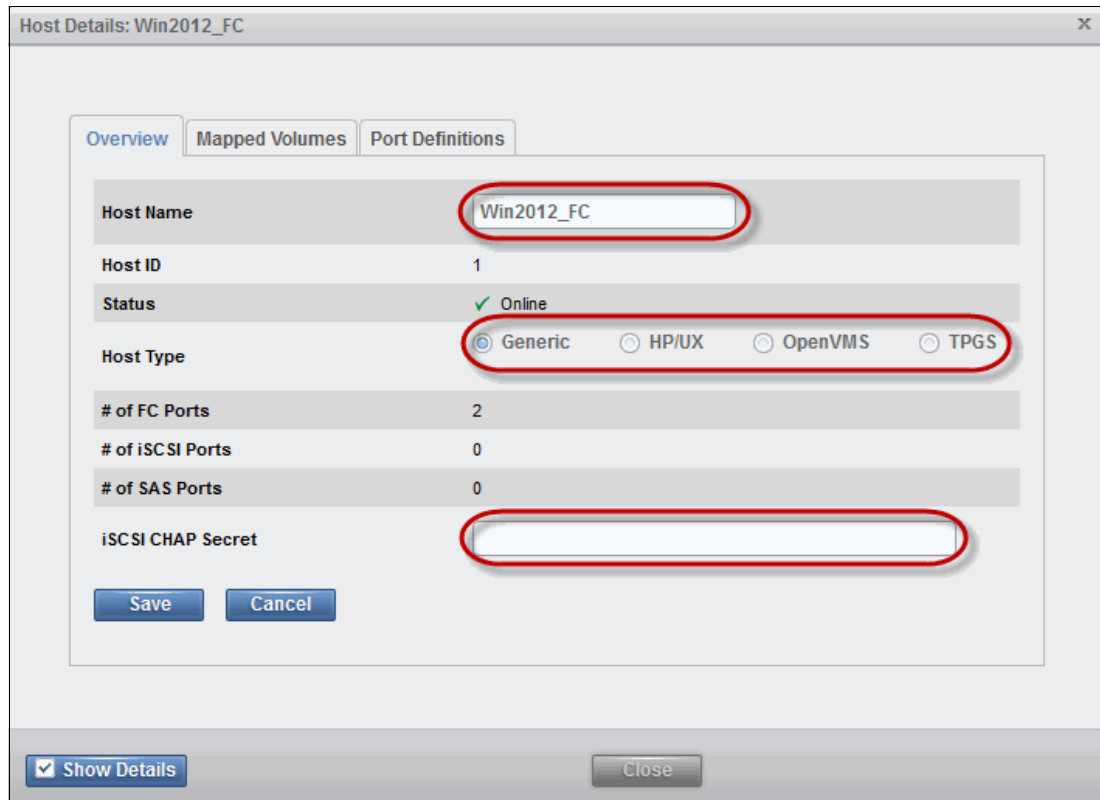 Host Details: Win2012_FC x
Overview Mapped Volumes Port Definitions
Host Name Win2012_FC
Host ID 1
Status Online
Host Type Generic HP/UX OpenVMS TPGS
# of FC Ports 2
# of iSCSI Ports 0
# of SAS Ports 0
iSCSI CHAP Secret
Save Cancel
Show Details Close